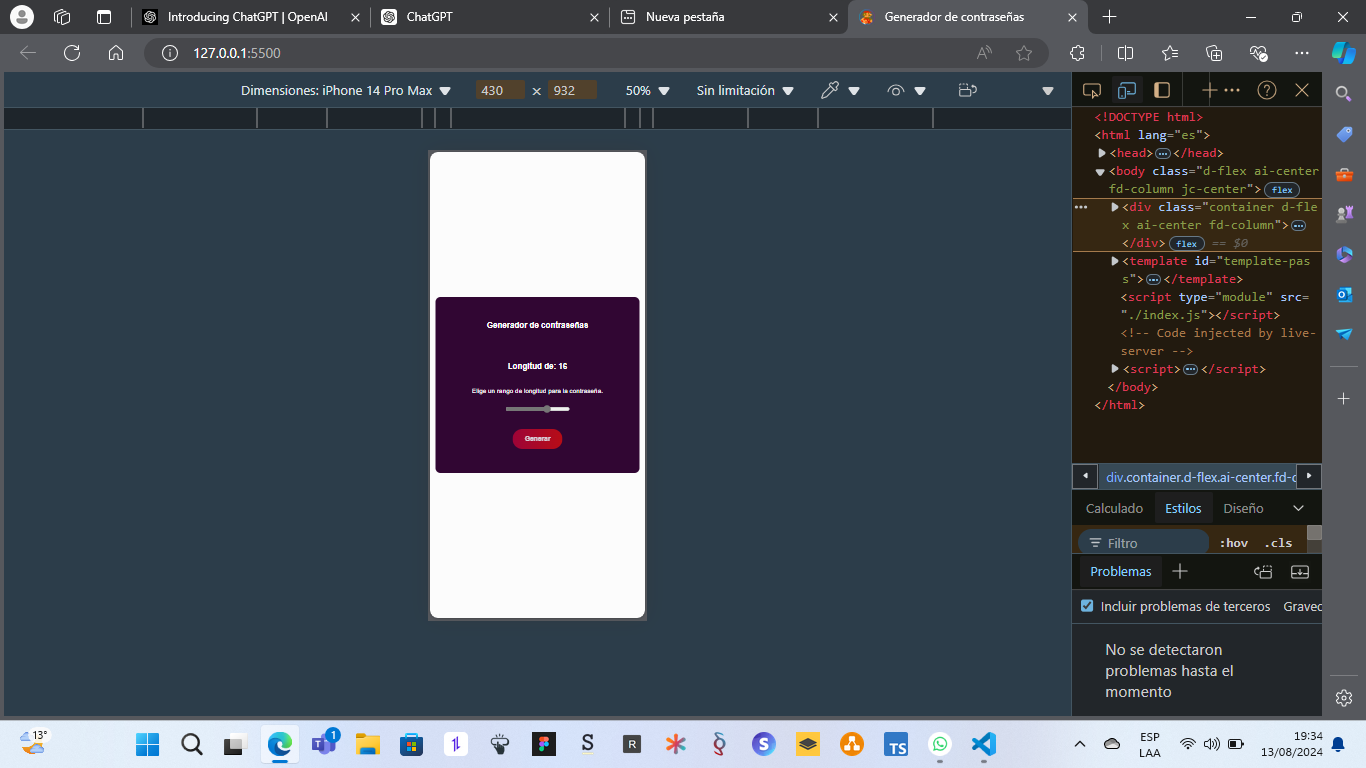 Introducing ChatGPT | OpenAI
ChatGPT
Nueva pestaña
Generador de contraseñas
127.0.0.1:5500
Dimensiones: iPhone 14 Pro Max
430 x 932
50%
Sin limitación
Generador de contraseñas
Longitud de: 16
Elige un rango de longitud para la contraseña.
Generar
<!DOCTYPE html>
<html lang="es">
<head> </head>
<body class="d-flex ai-center
fd-column jc-center"> flex
<div class="container d-fle
x ai-center fd-column">
</div> flex == $0
<template id="template-pas
s"> </template>
<script type="module" src=
"./index.js"></script>
<!-- Code injected by live-
server -->
<script> </script>
</body>
</html>
div.container.d-flex.ai-center.fd-c
Calculado Estilos Diseño
Filtro :hov .cls
Problemas
Incluir problemas de terceros Graved
No se detectaron
problemas hasta el
momento
13°
1
S
R
S
TS
ESP
LAA
19:34
13/08/2024